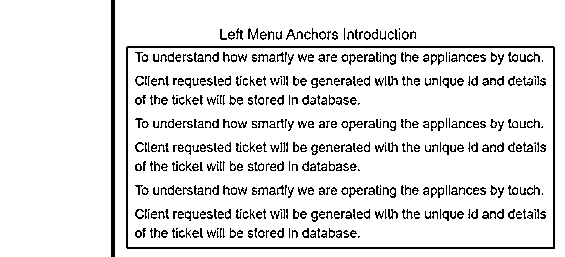 Left Menu Anchors Introduction
To understand how smartly we are operating the appliances by touch.
Client requested ticket will be generated with the unique id and details
of the ticket will be stored in database.
To understand how smartly we are operating the appliances by touch.
Client requested ticket will be generated with the unique id and details
of the ticket will be stored in database.
To understand how smartly we are operating the appliances by touch.
Client requested ticket will be generated with the unique id and details
of the ticket will be stored in database.